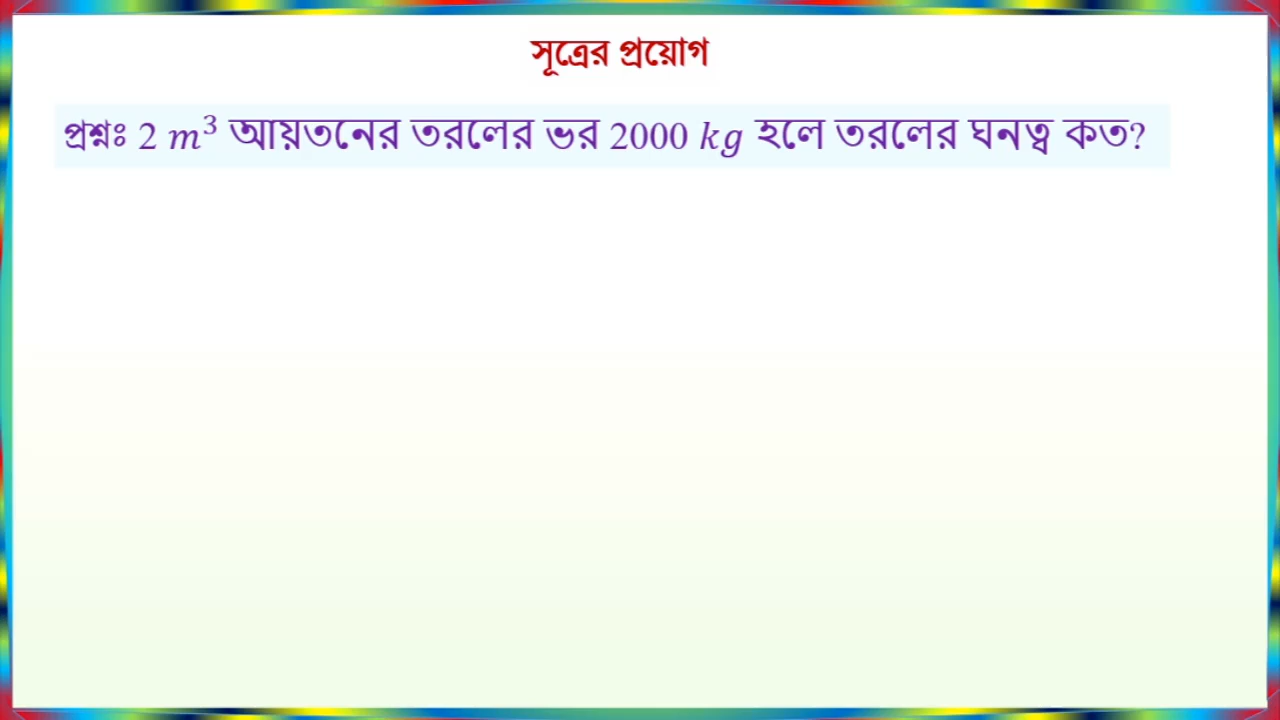 সূত্রের প্রয়োগ
প্রশ্নঃ 2 m³ আয়তনের তরলের ভর 2000 kg হলে তরলের ঘনত্ব কত?